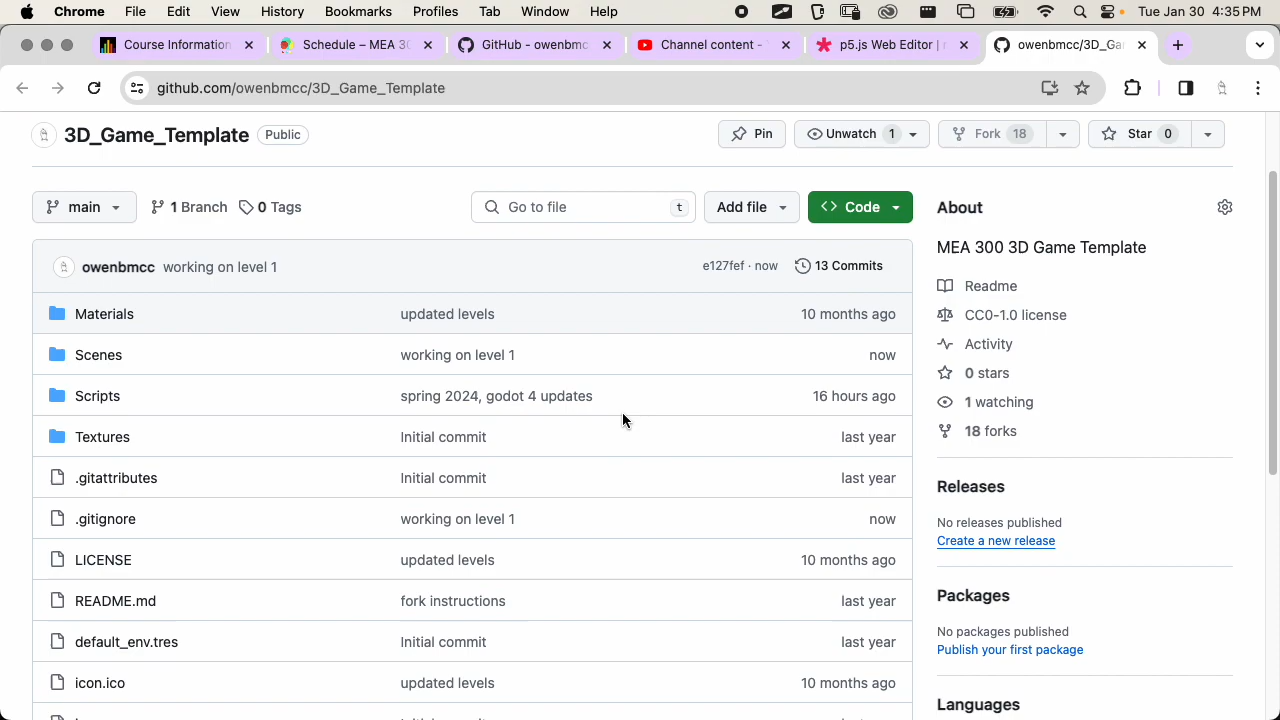 Chrome File Edit View History Bookmarks Profiles Tab Window Help Tue Jan 30 4:35 PM
Course Information Schedule – MEA 30 GitHub - owenbmc Channel content - p5.js Web Editor | owenbmcc/3D_Ga
github.com/owenbmcc/3D_Game_Template
3D_Game_Template Public Pin Unwatch 1 Fork 18 Star 0
main 1 Branch 0 Tags Go to file t Add file Code
About
MEA 300 3D Game Template
owenbmcc working on level 1 e127fef · now 13 Commits
Materials updated levels 10 months ago
Scenes working on level 1 now
Scripts spring 2024, godot 4 updates 16 hours ago
Textures Initial commit last year
.gitattributes Initial commit last year
.gitignore working on level 1 now
LICENSE updated levels 10 months ago
README.md fork instructions last year
default_env.tres Initial commit last year
icon.ico updated levels 10 months ago
Readme
CC0-1.0 license
Activity
0 stars
1 watching
18 forks
Releases
No releases published
Create a new release
Packages
No packages published
Publish your first package
Languages